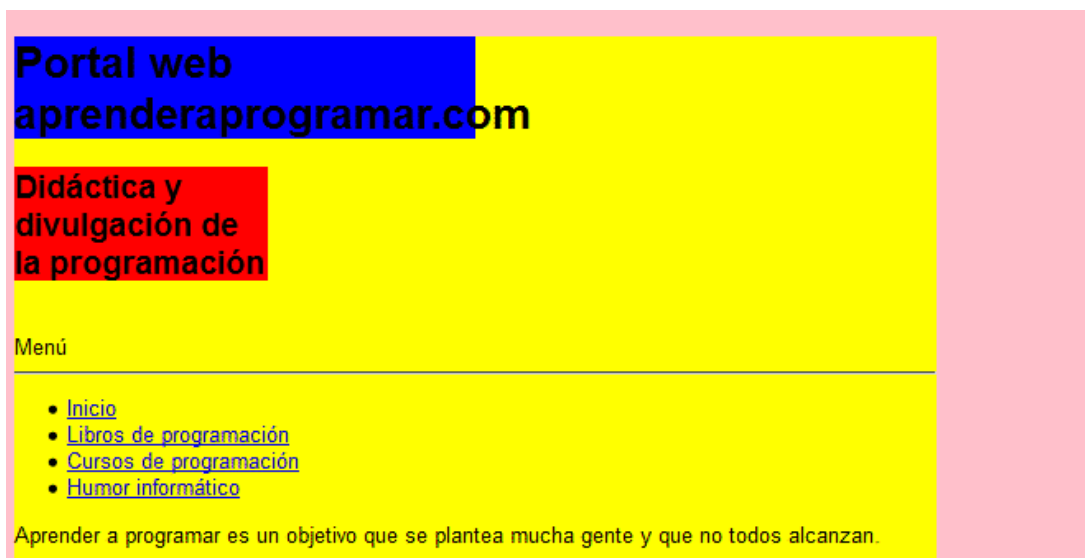 Portal web
aprenderaprogramar.com
Didáctica y
divulgación de
la programación
Menú
Inicio
Libros de programación
Cursos de programación
Humor informático
Aprender a programar es un objetivo que se plantea mucha gente y que no todos alcanzan.